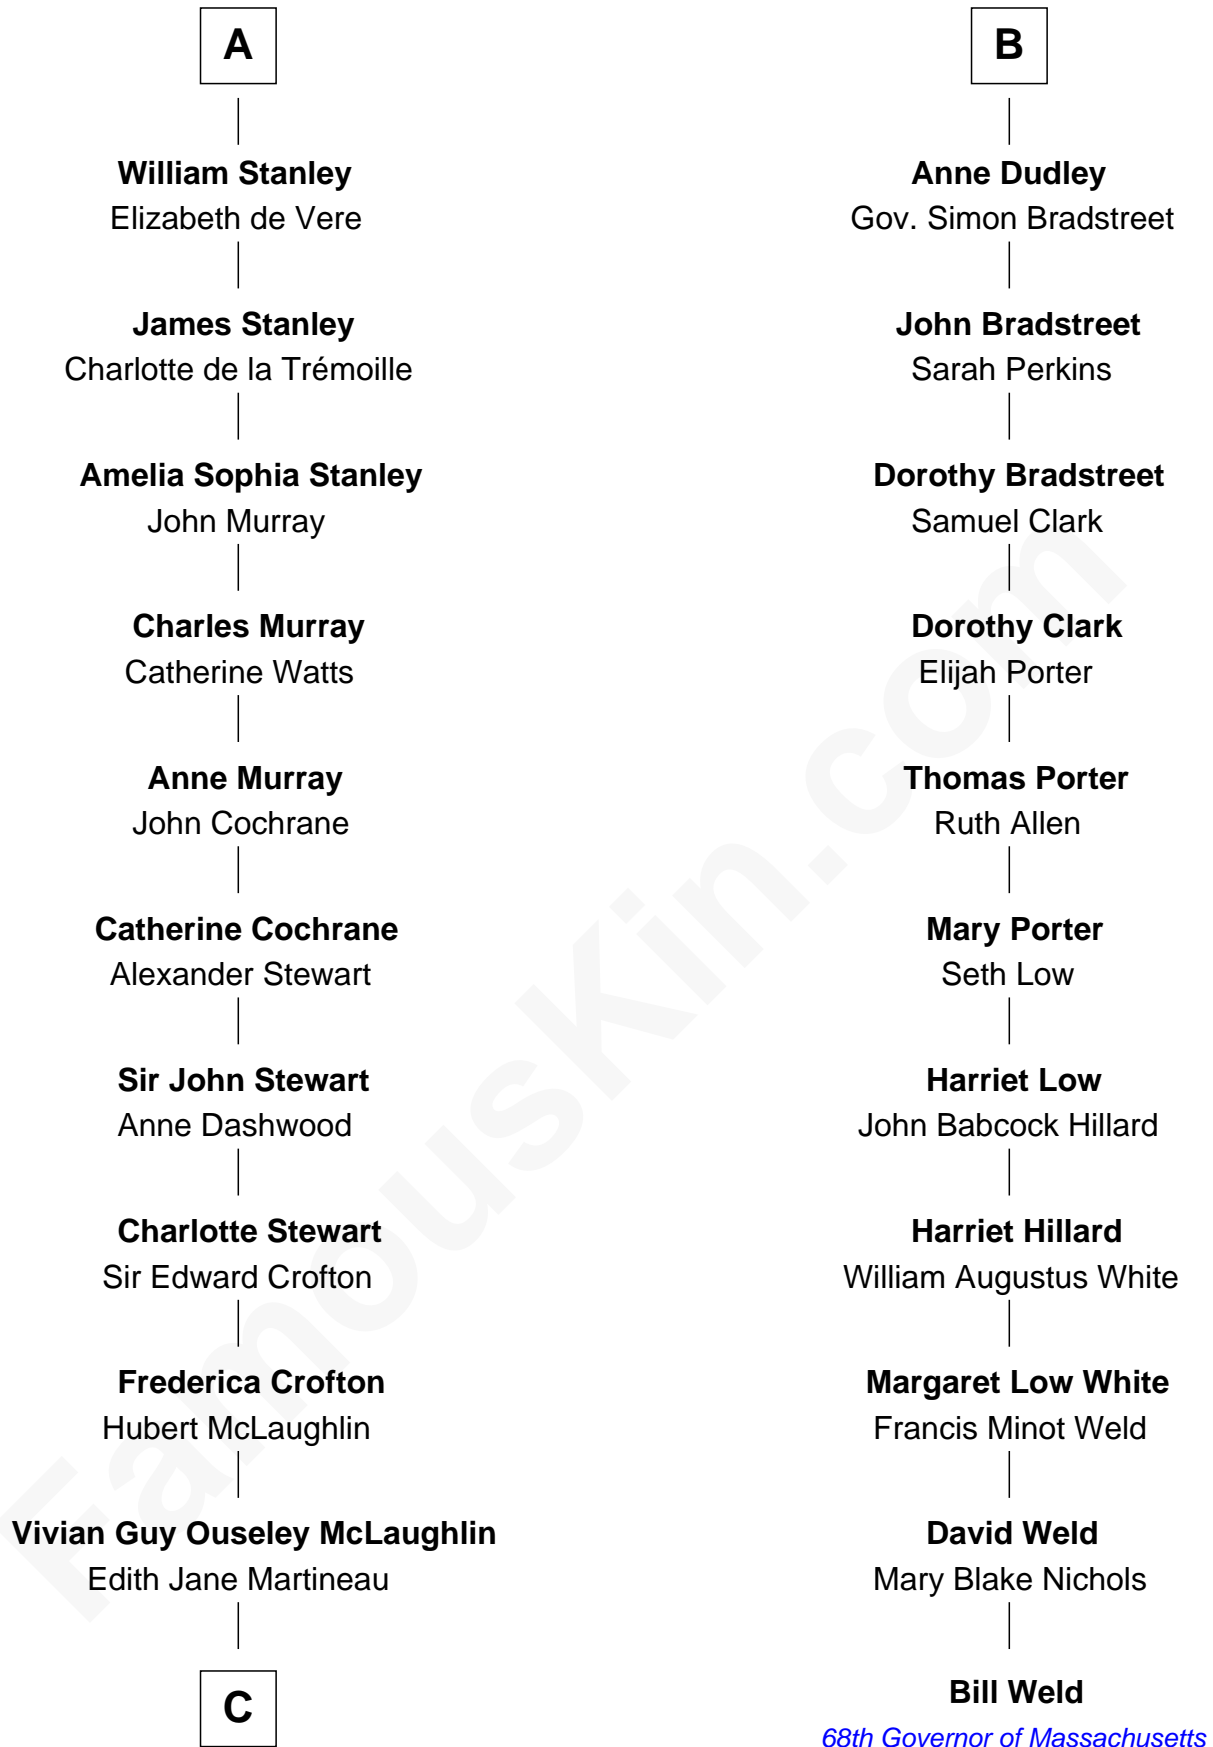 A
William Stanley
Elizabeth de Vere
James Stanley
Charlotte de la Trémoille
Amelia Sophia Stanley
John Murray
Charles Murray
Catherine Watts
Anne Murray
John Cochrane
Catherine Cochrane
Alexander Stewart
Sir John Stewart
Anne Dashwood
Charlotte Stewart
Sir Edward Crofton
Frederica Crofton
Hubert McLaughlin
Vivian Guy Ouseley McLaughlin
Edith Jane Martineau
C
B
Anne Dudley
Gov. Simon Bradstreet
John Bradstreet
Sarah Perkins
Dorothy Bradstreet
Samuel Clark
Dorothy Clark
Elijah Porter
Thomas Porter
Ruth Allen
Mary Porter
Seth Low
Harriet Low
John Babcock Hillard
Harriet Hillard
William Augustus White
Margaret Low White
Francis Minot Weld
David Weld
Mary Blake Nichols
Bill Weld
68th Governor of Massachusetts
FamousKin.com